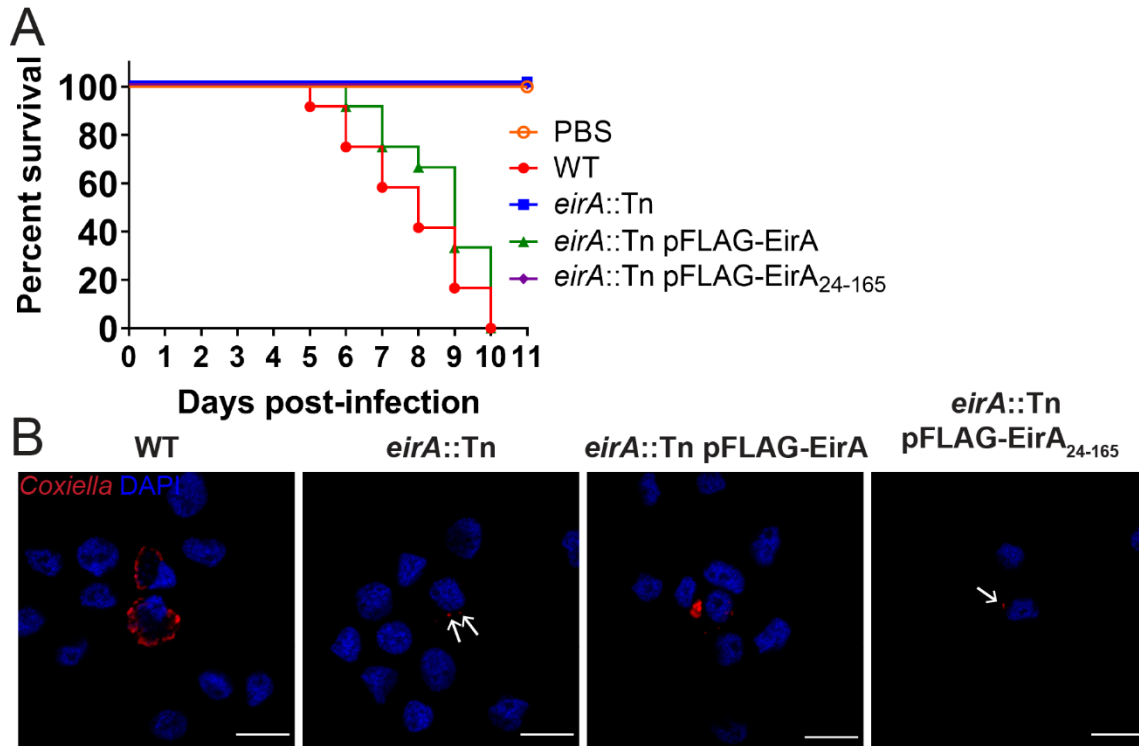 A
Percent survival
100
80
60
40
20
0
0 1 2 3 4 5 6 7 8 9 10 11
Days post-infection
PBS
WT
eirA::Tn
eirA::Tn pFLAG-EirA
eirA::Tn pFLAG-EirA24-165
B
WT
eirA::Tn
eirA::Tn pFLAG-EirA
eirA::Tn
pFLAG-EirA24-165
Coxiella DAPI